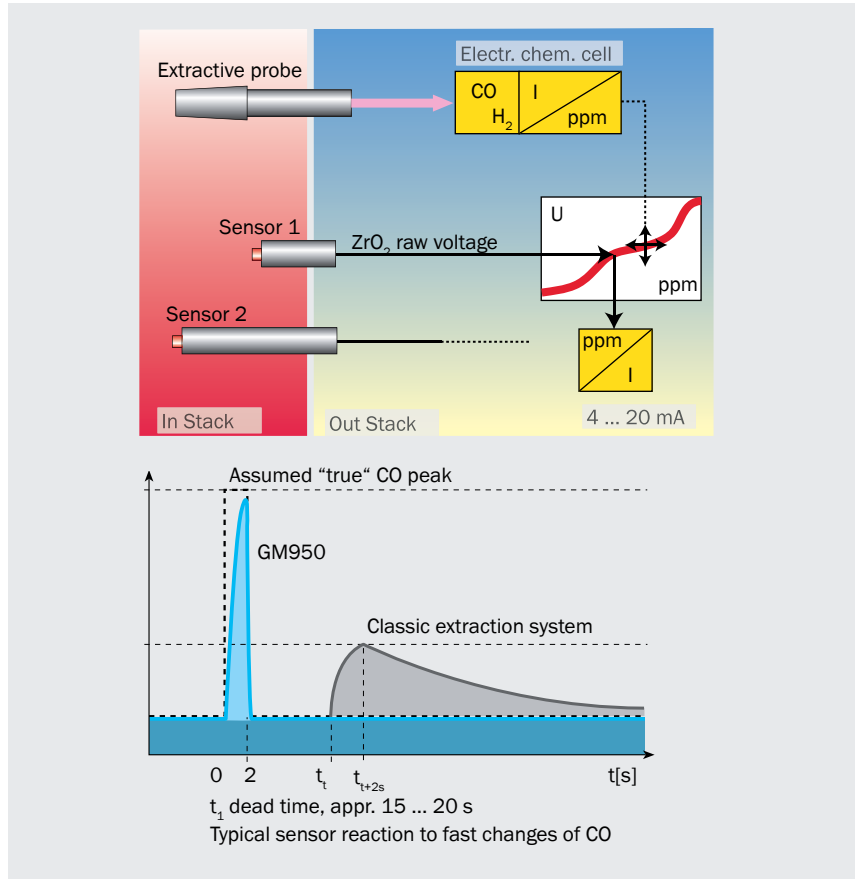 Electr. chem. cell
Extractive probe
CO
H₂
I
ppm
Sensor 1
ZrO₂ raw voltage
U
ppm
Sensor 2
ppm
I
In Stack
Out Stack
4 ... 20 mA
Assumed “true“ CO peak
GM950
Classic extraction system
0 2 tₜ tₜ₊₂ₛ t[s]
t₁ dead time, appr. 15 ... 20 s
Typical sensor reaction to fast changes of CO